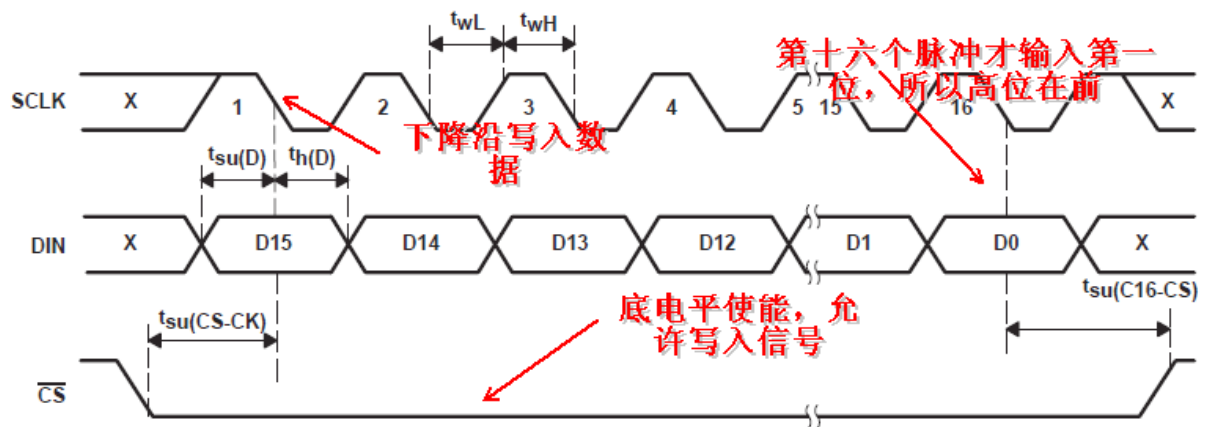 twL
twH
第十六个脉冲才输入第一
位，所以高位在前
SCLK
X
1
2
3
4
5
15
16
X
下降沿写入数
据
tsu(D)
th(D)
DIN
X
D15
D14
D13
D12
D1
D0
X
tsu(C16-CS)
tsu(CS-CK)
底电平使能，允
许写入信号
CS